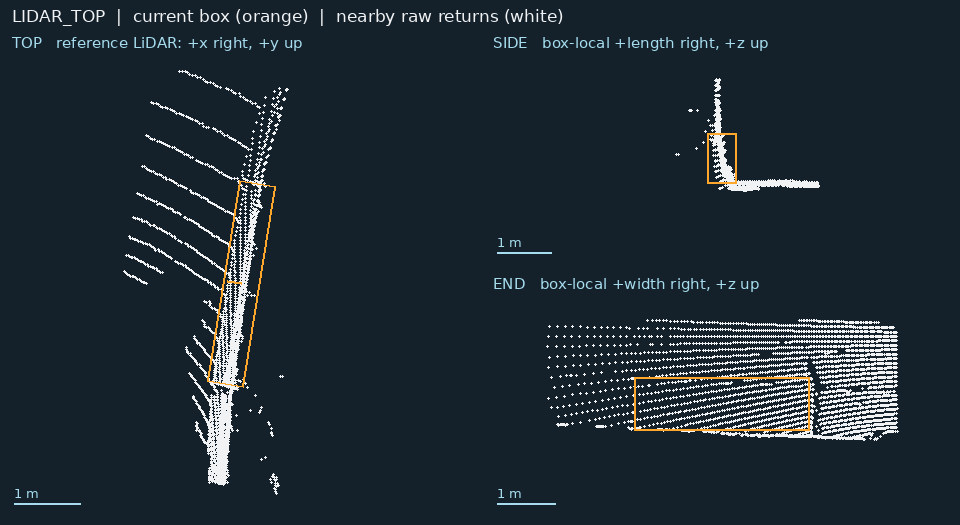 LIDAR_TOP  |  current box (orange)  |  nearby raw returns (white)
TOP   reference LiDAR: +x right, +y up
SIDE   box-local +length right, +z up
1 m
END   box-local +width right, +z up
1 m
1 m